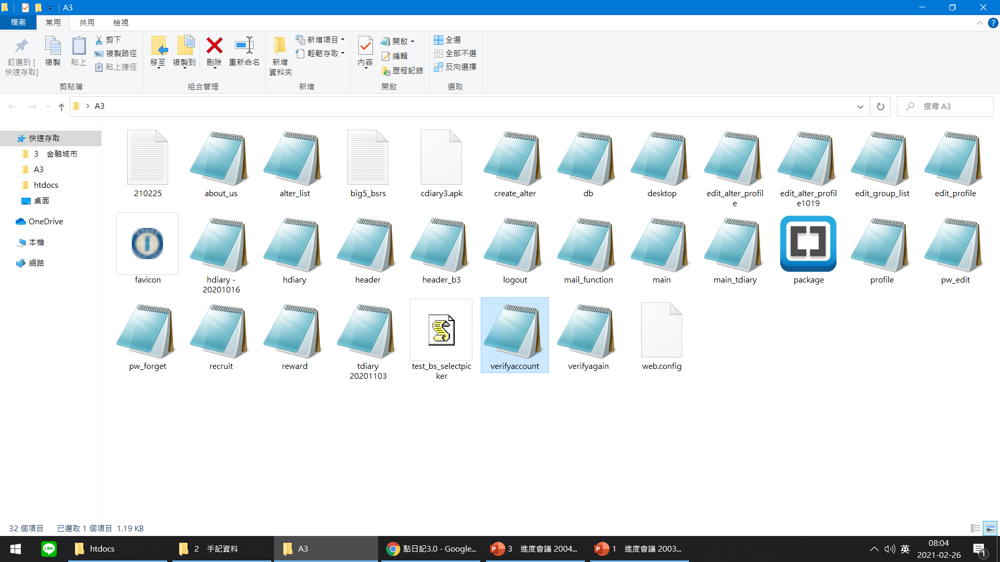 A3
檔案
常用
共用
檢視
釘選到 [
快速存取]
複製
貼上
剪下
複製路徑
貼上捷徑
剪貼簿
移至
複製到
刪除
重新命名
組合管理
新增
資料夾
新增項目
輕鬆存取
新增
內容
開啟
編輯
歷程記錄
開啟
全選
全部不選
反向選擇
選取
A3
搜尋 A3
快速存取
3 金融城市
A3
htdocs
桌面
OneDrive
本機
網路
210225
about_us
alter_list
big5_bsrs
cdiary3.apk
create_alter
db
desktop
edit_alter_profil
e
edit_alter_profil
e1019
edit_group_list
edit_profile
favicon
hdiary -
20201016
hdiary
header
header_b3
logout
mail_function
main
main_tdiary
package
profile
pw_edit
pw_forget
recruit
reward
tdiary
20201103
test_bs_selectpic
ker
verifyaccount
verifyagain
web.config
32 個項目
已選取 1 個項目 1.19 KB
LINE
htdocs
2 手記資料
A3
點日記3.0 - Google...
3 進度會議 2004...
1 進度會議 2003...
英
08:04
2021-02-26
1